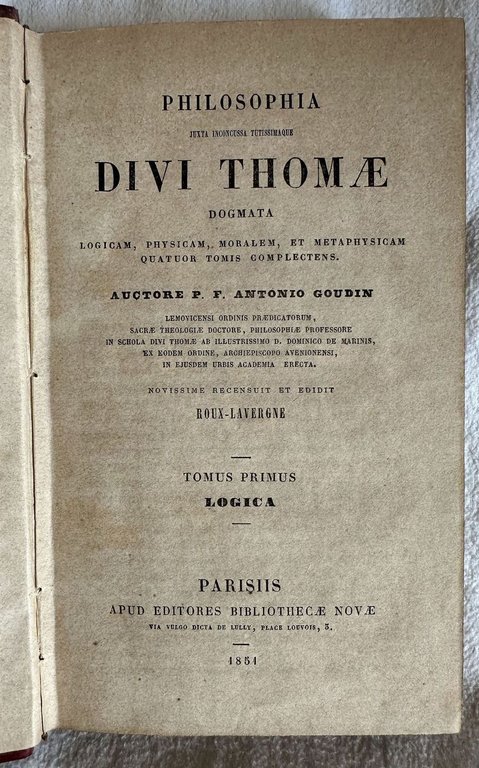 PHILOSOPHIA
JUXTA INCONCUSSA TUTISSIMAQUE
DIVI THOMÆ
DOGMATA
LOGICAM, PHYSICAM, MORALEM, ET METAPHYSICAM
QUATUOR TOMIS COMPLECTENS.
AUCTORE P. F. ANTONIO GOUDIN
LEMOVICENSI ORDINIS PRÆDICATORUM,
SACRÆ THEOLOGIÆ DOCTORE, PHILOSOPHIÆ PROFESSORE
IN SCHOLA DIVI THOMÆ AB ILLUSTRISSIMO D. DOMINICO DE MARINIS,
EX EODEM ORDINE, ARCHIEPISCOPO AVENIONENSI,
IN EJUSDEM URBIS ACADEMIA ERECTA.
NOVISSIME RECENSUIT ET EDIDIT
ROUX-LAVERGNE
TOMUS PRIMUS
LOGICA
PARISIIS
APUD EDITORES BIBLIOTHECÆ NOVÆ
VIA VULGO DICTA DE LULLY, PLACE LOUVOIS, 3.
1851